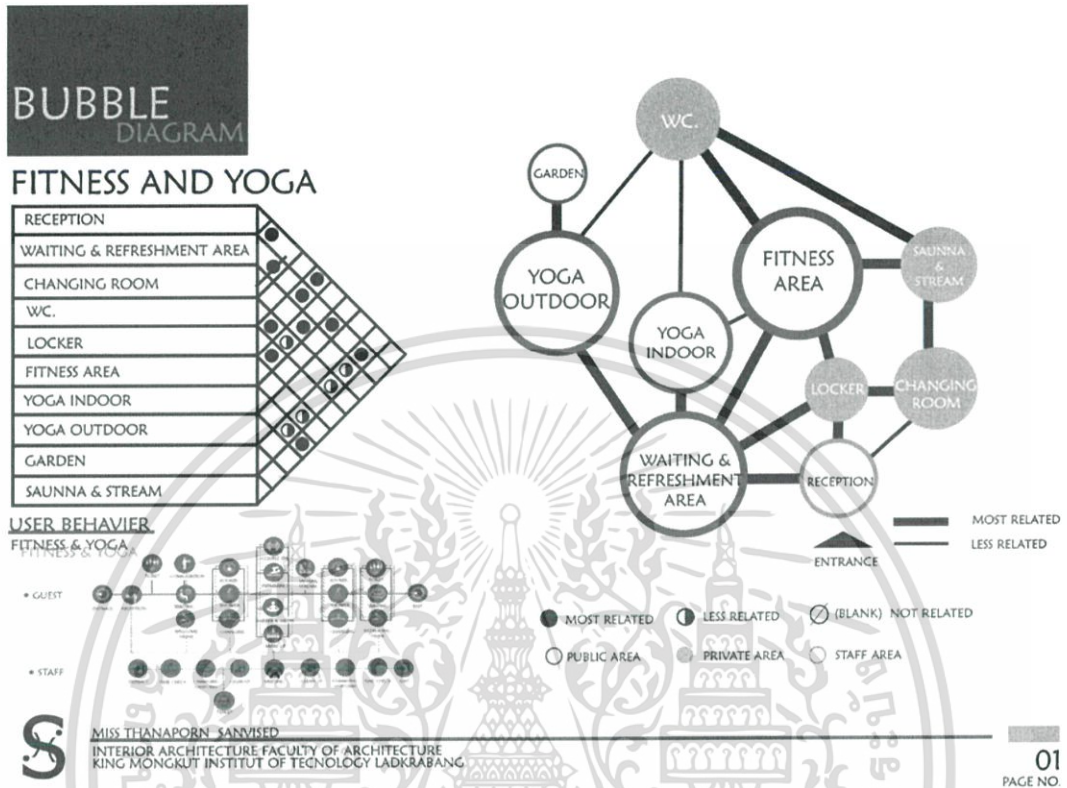 BUBBLE
DIAGRAM
FITNESS AND YOGA
RECEPTION
WAITING & REFRESHMENT AREA
CHANGING ROOM
WC.
LOCKER
FITNESS AREA
YOGA INDOOR
YOGA OUTDOOR
GARDEN
SAUNNA & STREAM
WC.
GARDEN
YOGA
OUTDOOR
FITNESS
AREA
SAUNNA
&
STREAM
YOGA
INDOOR
LOCKER
CHANGING
ROOM
WAITING &
REFRESHMENT
AREA
RECEPTION
ENTRANCE
MOST RELATED
LESS RELATED
MOST RELATED
LESS RELATED
(BLANK) NOT RELATED
PUBLIC AREA
PRIVATE AREA
STAFF AREA
USER BEHAVIER
FITNESS & YOGA
FITNESS & YOGA
• GUEST
• STAFF
MISS THANAPORN SANVISED
INTERIOR ARCHITECTURE FACULTY OF ARCHITECTURE
KING MONGKUT INSTITUT OF TECNOLOGY LADKRABANG
01
PAGE NO.